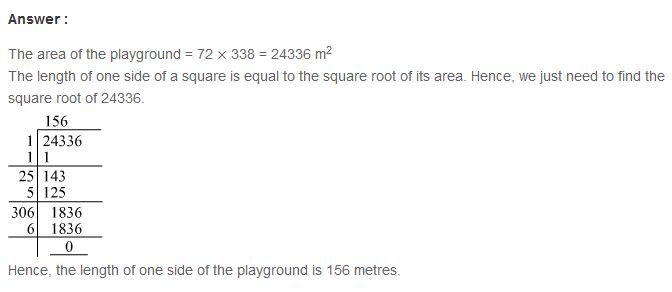 Answer :
The area of the playground = 72 × 338 = 24336 m²
The length of one side of a square is equal to the square root of its area. Hence, we just need to find the
square root of 24336.
156
1 24336
1 1
25 143
5 125
306 1836
6 1836
0
Hence, the length of one side of the playground is 156 metres.